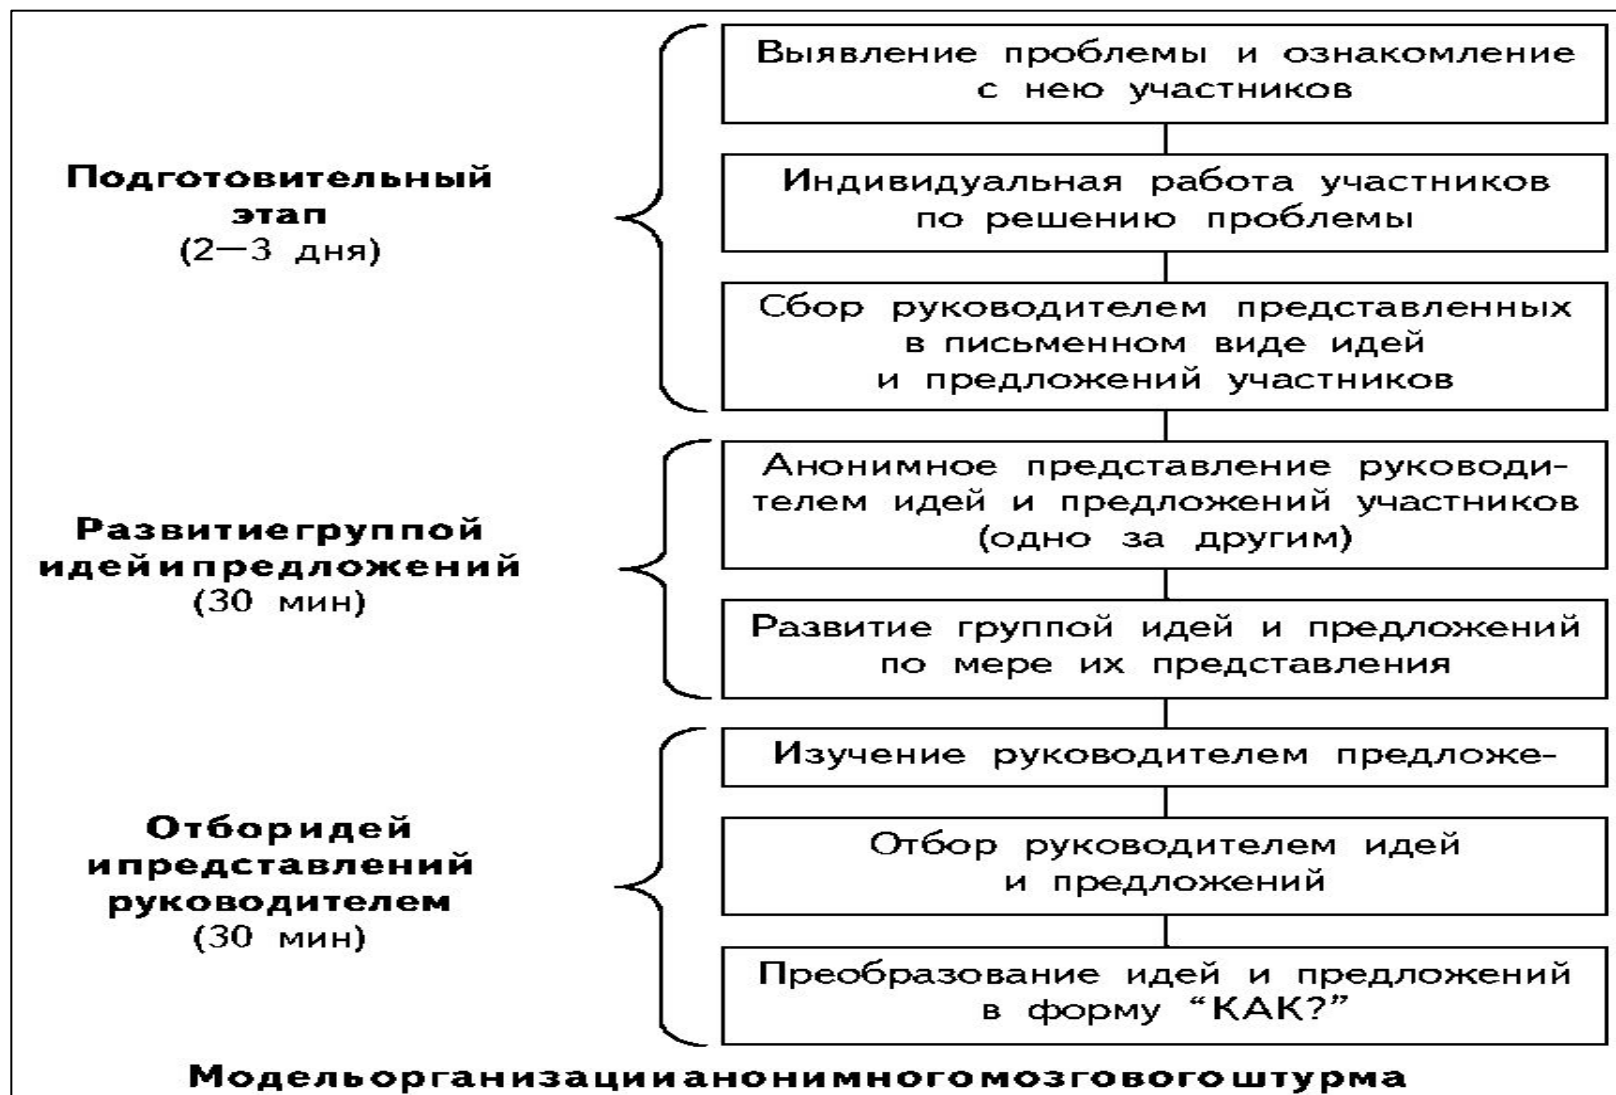 Подготовительный
этап
(2—3 дня)
Выявление проблемы и ознакомление
с нею участников
Индивидуальная работа участников
по решению проблемы
Сбор руководителем представленных
в письменном виде идей
и предложений участников
Развитиегруппой
идейипредложений
(30 мин)
Анонимное представление руководи-
телем идей и предложений участников
(одно за другим)
Развитие группой идей и предложений
по мере их представления
Отборидей
ипредставлений
руководителем
(30 мин)
Изучение руководителем предложе-
Отбор руководителем идей
и предложений
Преобразование идей и предложений
в форму “КАК?”
Модельорганизациианонимногомозговогоштурма